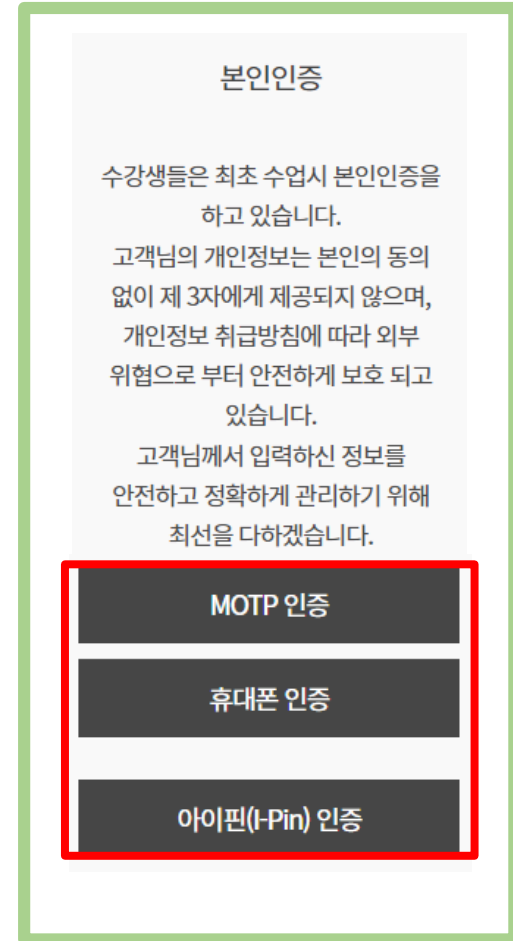 본인인증
수강생들은 최초 수업시 본인인증을
하고 있습니다.
고객님의 개인정보는 본인의 동의
없이 제 3자에게 제공되지 않으며,
개인정보 취급방침에 따라 외부
위협으로 부터 안전하게 보호 되고
있습니다.
고객님께서 입력하신 정보를
안전하고 정확하게 관리하기 위해
최선을 다하겠습니다.
MOTP 인증
휴대폰 인증
아이핀(I-Pin) 인증